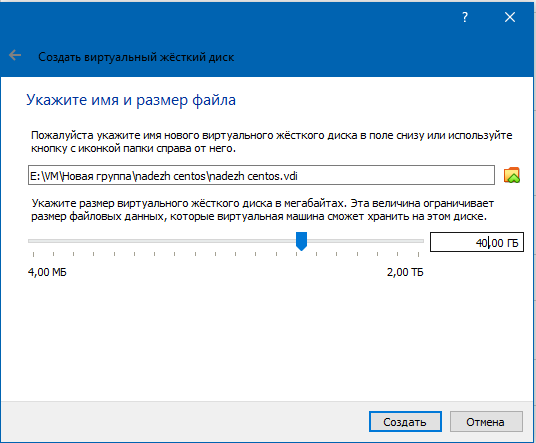 ?
Создать виртуальный жёсткий диск
Укажите имя и размер файла
Пожалуйста укажите имя нового виртуального жёсткого диска в поле снизу или используйте
кнопку с иконкой папки справа от него.
E:\VM\Новая группа\nadezh centos\nadezh centos.vdi
Укажите размер виртуального жёсткого диска в мегабайтах. Эта величина ограничивает
размер файловых данных, которые виртуальная машина сможет хранить на этом диске.
40,00 ГБ
4,00 МБ 2,00 ТБ
Создать Отмена